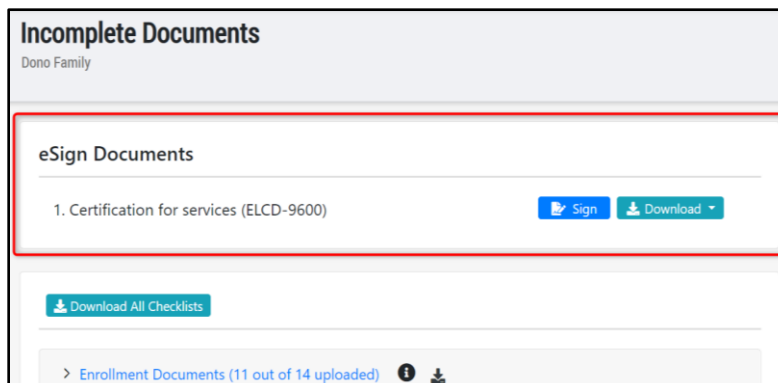 Incomplete Documents
Dono Family
eSign Documents
1. Certification for services (ELCD-9600)
Sign
Download
Download All Checklists
Enrollment Documents (11 out of 14 uploaded)